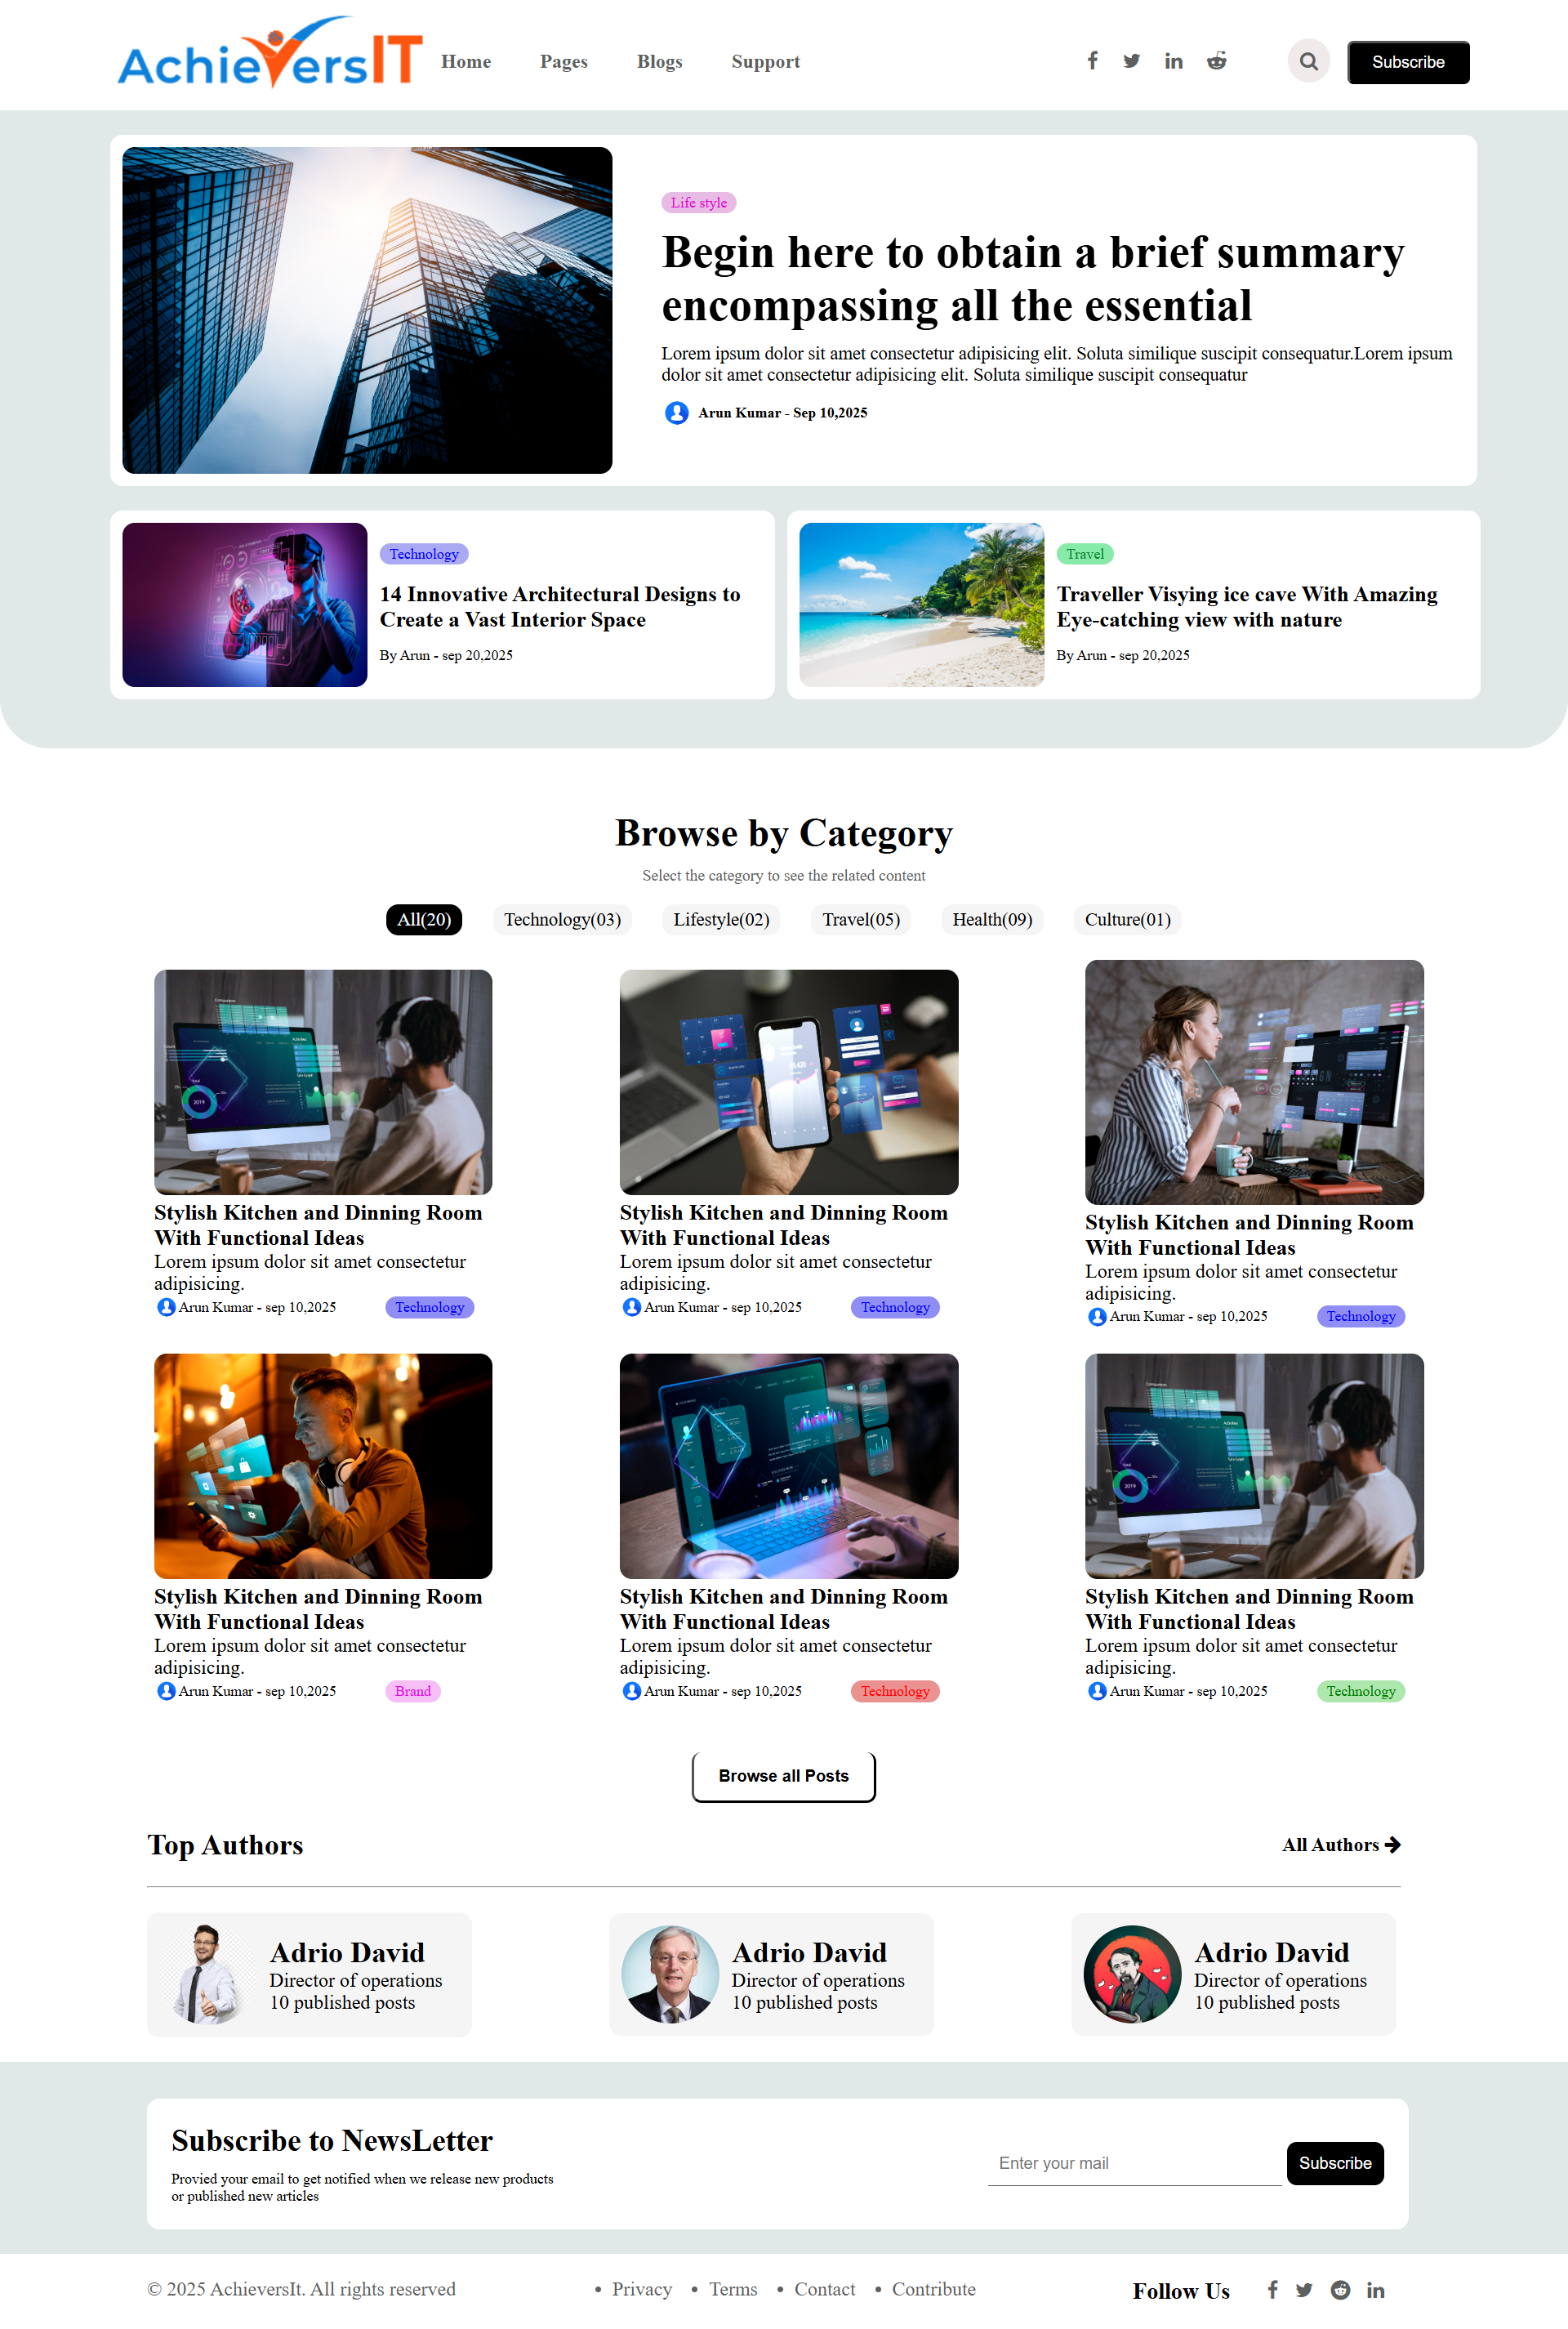 AchieversIT
Home
Pages
Blogs
Support
Subscribe
Life style
Begin here to obtain a brief summary
encompassing all the essential
Lorem ipsum dolor sit amet consectetur adipisicing elit. Soluta similique suscipit consequatur.Lorem ipsum
dolor sit amet consectetur adipisicing elit. Soluta similique suscipit consequatur
Arun Kumar - Sep 10,2025
Technology
14 Innovative Architectural Designs to
Create a Vast Interior Space
By Arun - sep 20,2025
Travel
Traveller Visying ice cave With Amazing
Eye-catching view with nature
By Arun - sep 20,2025
Browse by Category
Select the category to see the related content
All(20)
Technology(03)
Lifestyle(02)
Travel(05)
Health(09)
Culture(01)
Stylish Kitchen and Dinning Room
With Functional Ideas
Lorem ipsum dolor sit amet consectetur
adipisicing.
Arun Kumar - sep 10,2025
Technology
Stylish Kitchen and Dinning Room
With Functional Ideas
Lorem ipsum dolor sit amet consectetur
adipisicing.
Arun Kumar - sep 10,2025
Technology
Stylish Kitchen and Dinning Room
With Functional Ideas
Lorem ipsum dolor sit amet consectetur
adipisicing.
Arun Kumar - sep 10,2025
Technology
Stylish Kitchen and Dinning Room
With Functional Ideas
Lorem ipsum dolor sit amet consectetur
adipisicing.
Arun Kumar - sep 10,2025
Brand
Stylish Kitchen and Dinning Room
With Functional Ideas
Lorem ipsum dolor sit amet consectetur
adipisicing.
Arun Kumar - sep 10,2025
Technology
Stylish Kitchen and Dinning Room
With Functional Ideas
Lorem ipsum dolor sit amet consectetur
adipisicing.
Arun Kumar - sep 10,2025
Technology
Browse all Posts
Top Authors
All Authors
Adrio David
Director of operations
10 published posts
Adrio David
Director of operations
10 published posts
Adrio David
Director of operations
10 published posts
Subscribe to NewsLetter
Provied your email to get notified when we release new products
or published new articles
Enter your mail
Subscribe
© 2025 AchieversIt. All rights reserved
• Privacy
• Terms
• Contact
• Contribute
Follow Us